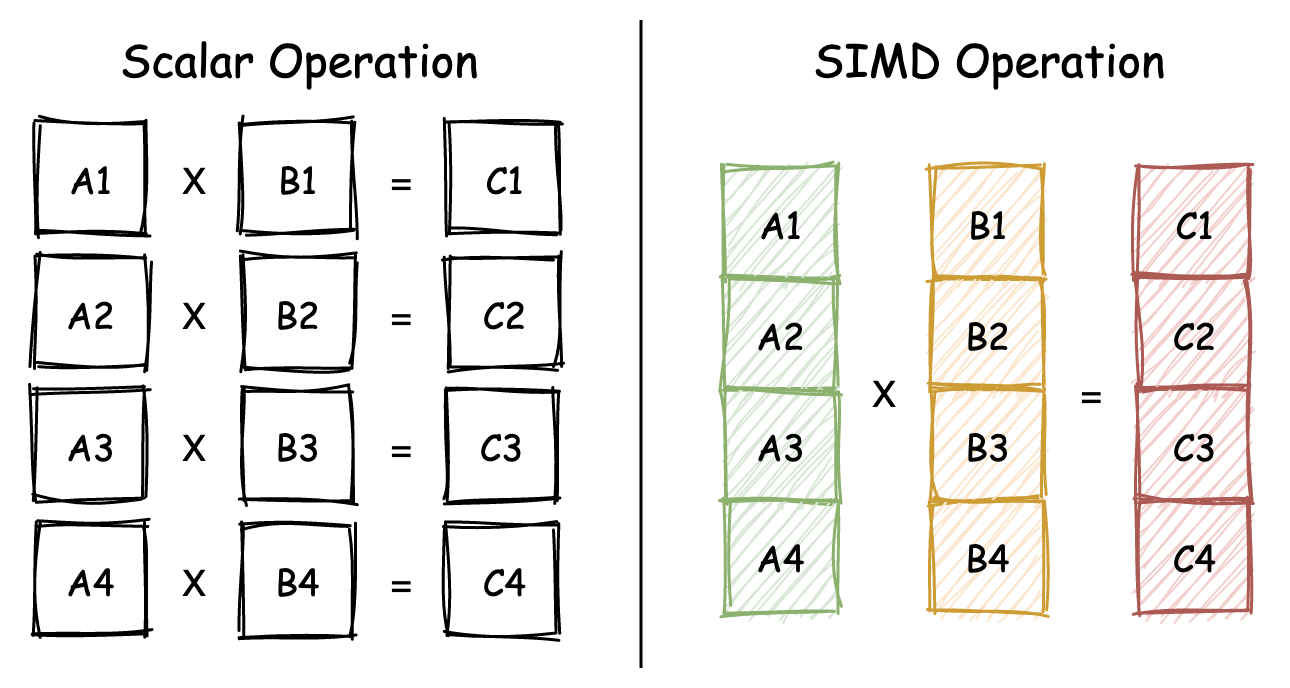 Scalar Operation
A1 X B1 = C1
A2 X B2 = C2
A3 X B3 = C3
A4 X B4 = C4
SIMD Operation
A1 B1 C1
A2 B2 C2
X =
A3 B3 C3
A4 B4 C4